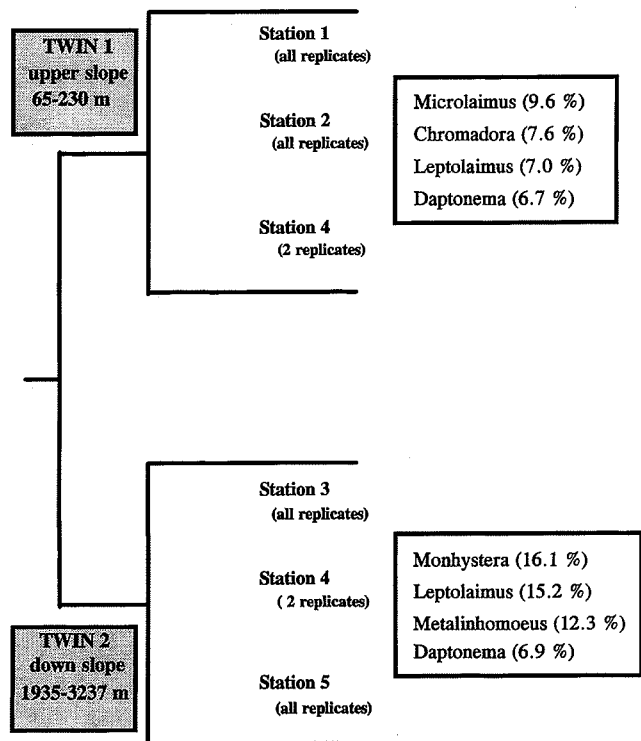 TWIN 1
upper slope
65-230 m
Station 1
(all replicates)
Station 2
(all replicates)
Station 4
(2 replicates)
Microlaimus (9.6 %)
Chromadora (7.6 %)
Leptolaimus (7.0 %)
Daptonema (6.7 %)
Station 3
(all replicates)
Station 4
( 2 replicates)
Station 5
(all replicates)
Monhystera (16.1 %)
Leptolaimus (15.2 %)
Metalinhomoeus (12.3 %)
Daptonema (6.9 %)
TWIN 2
down slope
1935-3237 m